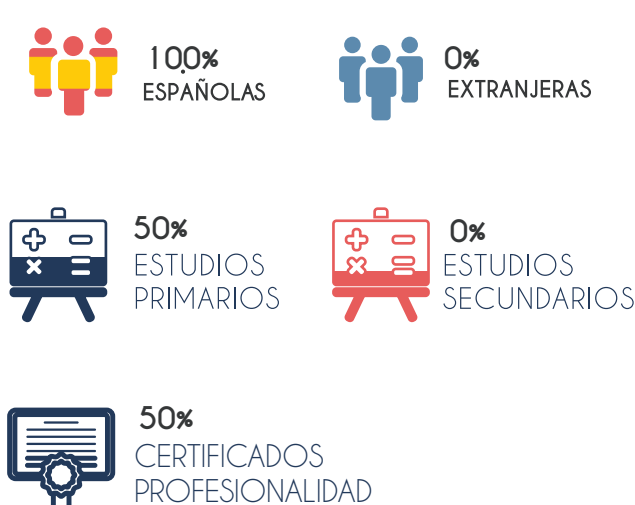 100%
ESPAÑOLAS
0%
EXTRANJERAS
50%
ESTUDIOS
PRIMARIOS
0%
ESTUDIOS
SECUNDARIOS
50%
CERTIFICADOS
PROFESIONALIDAD